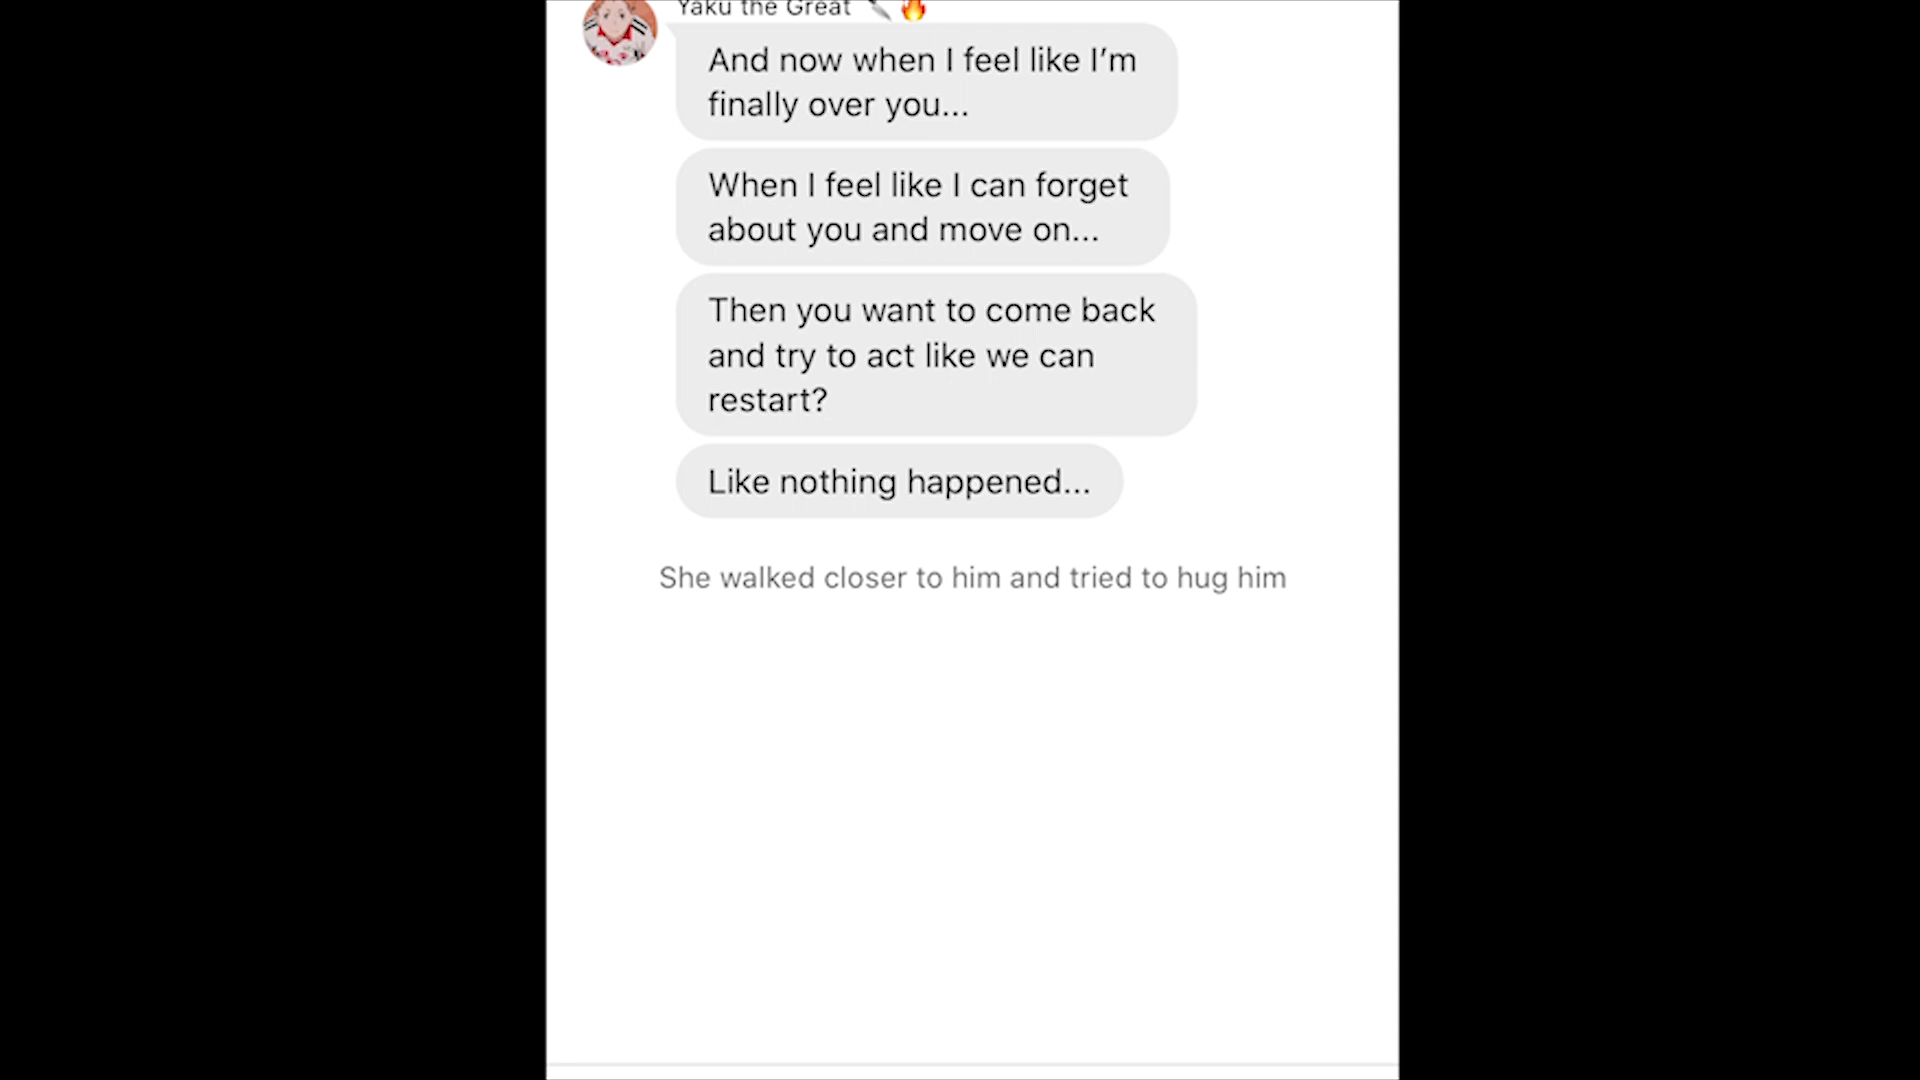 Yaku the Great 🔪🔥
And now when I feel like I'm
finally over you...
When I feel like I can forget
about you and move on...
Then you want to come back
and try to act like we can
restart?
Like nothing happened...
She walked closer to him and tried to hug him